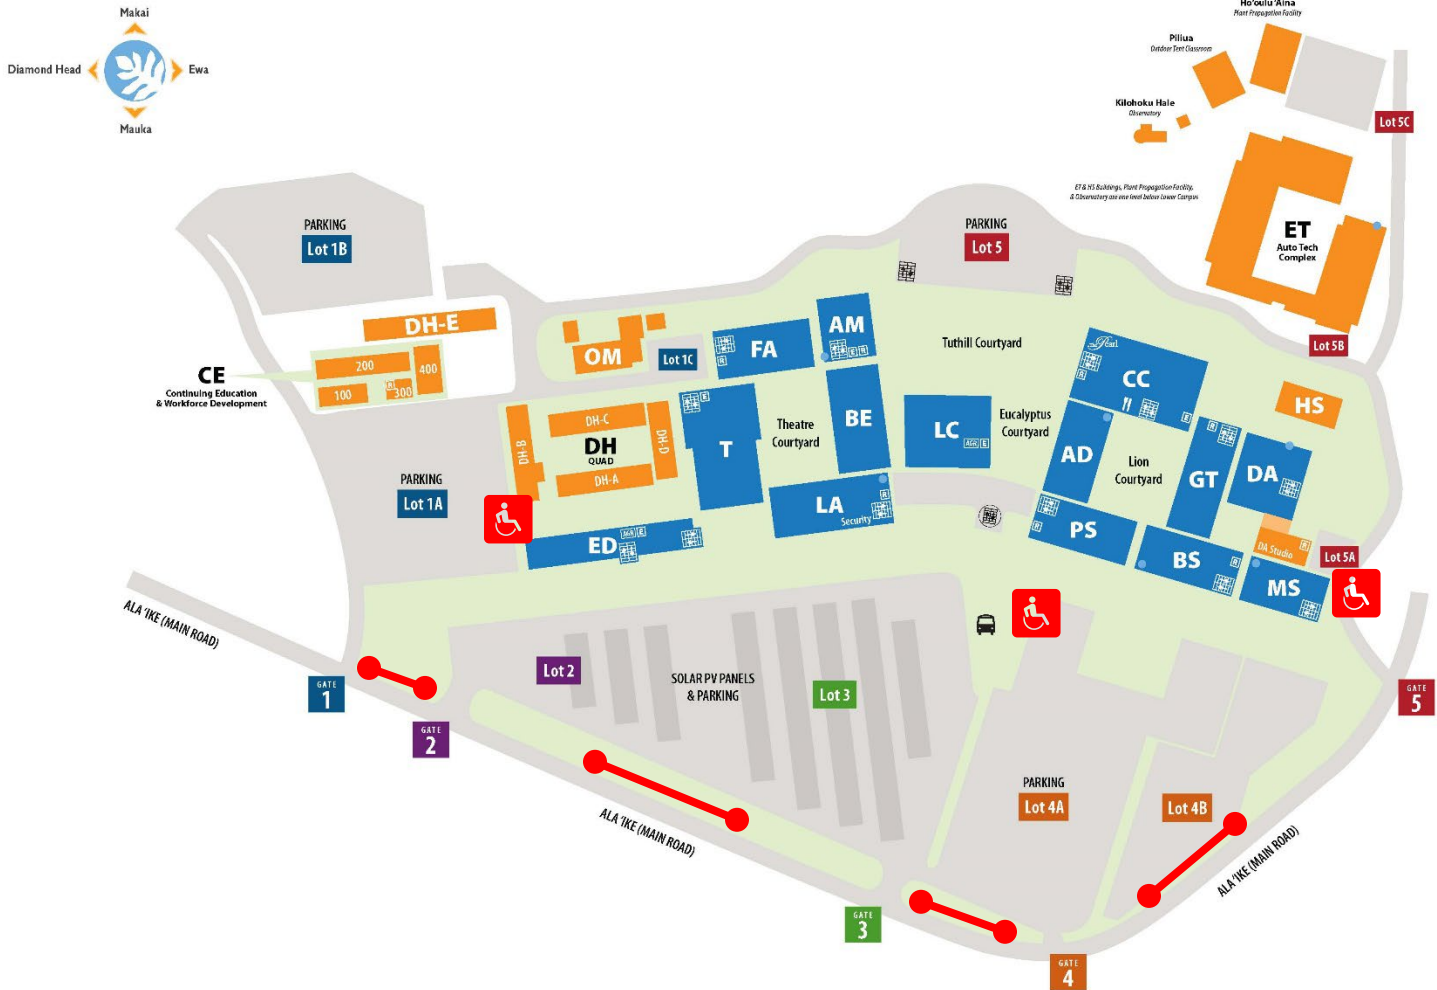 Makai
Diamond Head
Ewa
Mauka
Ho'oulu 'Aina
Plant Propagation Facility
Piliua
Outdoor Tent Classroom
Kilohoku Hale
Observatory
Lot 5C
ET & HS Buildings, Plant Propagation Facility,
& Observatory are one level below Lower Campus
ET
Auto Tech
Complex
Lot 5B
PARKING
Lot 1B
PARKING
Lot 5
DH-E
200
400
100
300
R
CE
Continuing Education
& Workforce Development
OM
Lot 1C
FA
R
AM
E R
Tuthill Courtyard
CC
R
E
HS
DH-B
DH-C
DH
QUAD
DH-D
DH-A
T
E
Theatre
Courtyard
BE
LC
E
Eucalyptus
Courtyard
AD
Lion
Courtyard
GT
R
DA
PARKING
Lot 1A
ED
E
LA
Security
R
PS
R
BS
R
DA Studio
R
Lot 5A
MS
ALA 'IKE (MAIN ROAD)
GATE
1
GATE
2
Lot 2
SOLAR PV PANELS
& PARKING
Lot 3
ALA 'IKE (MAIN ROAD)
GATE
3
PARKING
Lot 4A
Lot 4B
ALA 'IKE (MAIN ROAD)
GATE
4
GATE
5